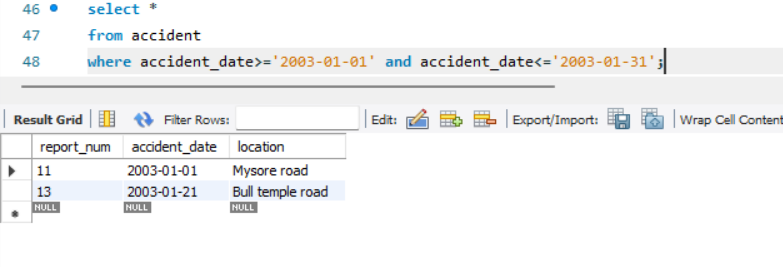 46 select *
47 from accident
48 where accident_date>='2003-01-01' and accident_date<='2003-01-31';
Result Grid Filter Rows: Edit: Export/Import: Wrap Cell Content
report_num accident_date location
11 2003-01-01 Mysore road
13 2003-01-21 Bull temple road
NULL NULL NULL